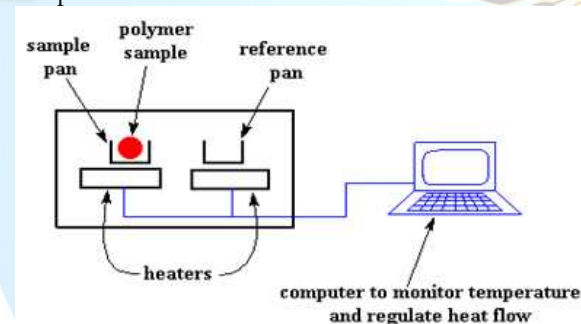 polymer
sample
sample
pan
reference
pan
heaters
computer to monitor temperature
and regulate heat flow